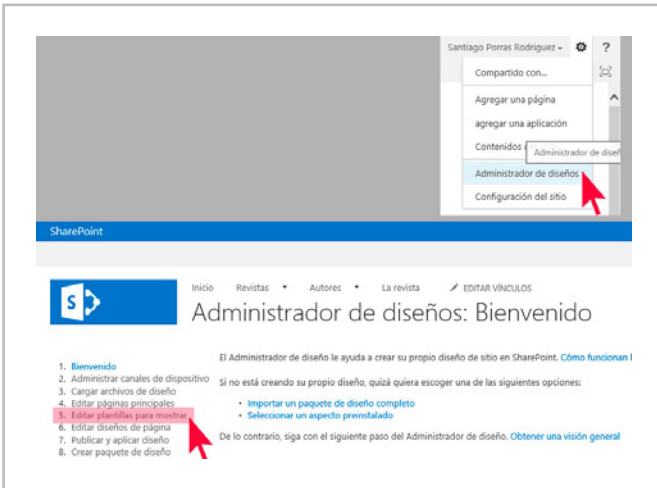 Santiago Porras Rodriguez
?
Compartido con...
Agregar una página
agregar una aplicación
Contenidos
Administrador de diseñ
Administrador de diseños
Configuración del sitio
SharePoint
S
Inicio Revistas Autores La revista EDITAR VÍNCULOS
Administrador de diseños: Bienvenido
1. Bienvenido
2. Administrar canales de dispositivo
3. Cargar archivos de diseño
4. Editar páginas principales
5. Editar plantillas para mostrar
6. Editar diseños de página
7. Publicar y aplicar diseño
8. Crear paquete de diseño
El Administrador de diseño le ayuda a crear su propio diseño de sitio en SharePoint. Cómo funcionan l
Si no está creando su propio diseño, quizá quiera escoger una de las siguientes opciones:
• Importar un paquete de diseño completo
• Seleccionar un aspecto preinstalado
De lo contrario, siga con el siguiente paso del Administrador de diseño. Obtener una visión general